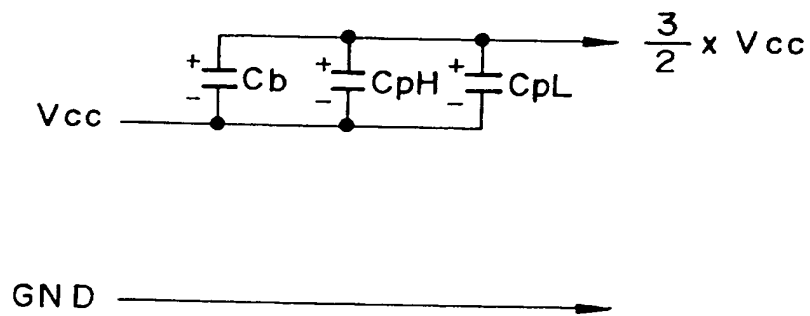 3/2 x Vcc
+ Cb + CpH + CpL
- - -
Vcc
GND